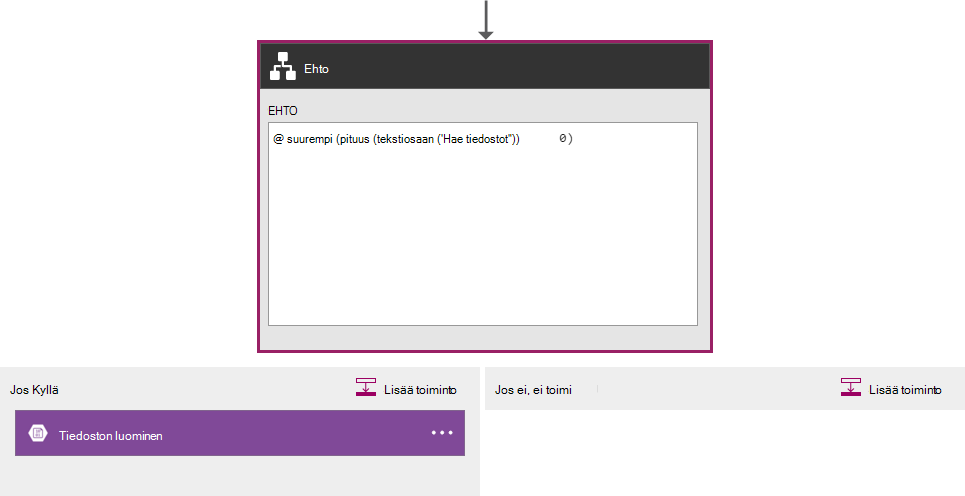 Ehto
EHTO
@ suurempi (pituus (tekstiosaan ('Hae tiedostot")) 0)
Jos Kyllä Lisää toiminto
Jos ei, ei toimi Lisää toiminto
Tiedoston luominen